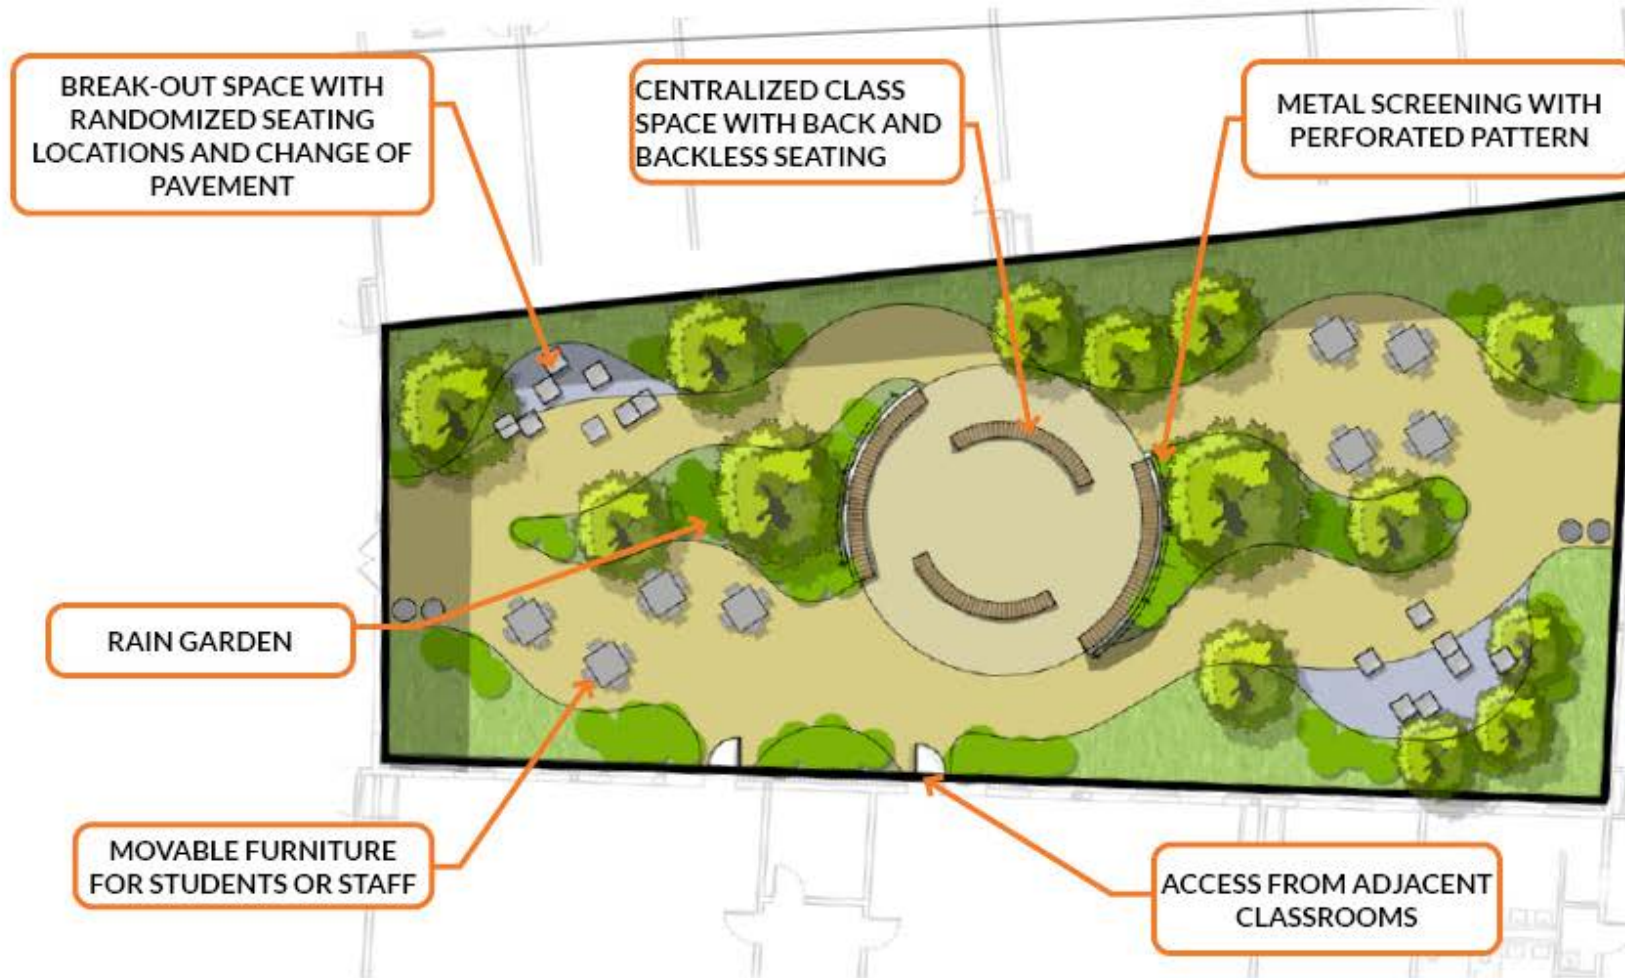 BREAK-OUT SPACE WITH
RANDOMIZED SEATING
LOCATIONS AND CHANGE OF
PAVEMENT
CENTRALIZED CLASS
SPACE WITH BACK AND
BACKLESS SEATING
METAL SCREENING WITH
PERFORATED PATTERN
RAIN GARDEN
MOVABLE FURNITURE
FOR STUDENTS OR STAFF
ACCESS FROM ADJACENT
CLASSROOMS